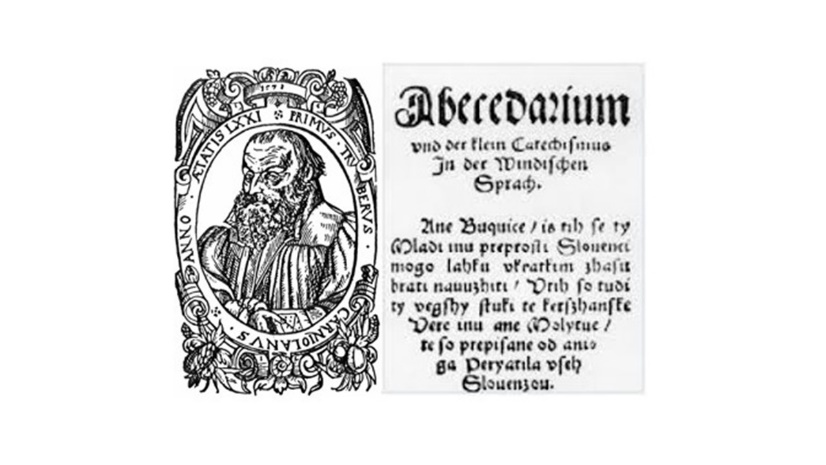 1578
ANNO · ÆTATIS LXXI · PRIMUS · TRUBERUS · CARNIOLANUS ·
Abecedarium
vnd der klein Catechismus
In der Windischen
Sprach.
Ane Buquice / is tih se ty
Mladi inu preprosti Slouenci
mogo lahku vkratkim zhasu
brati nauuzhiti / Vtih so tudi
ty vegshy stuki te kerszhanske
Vere inu ane Molytue /
te so prepisane od anig
ga Peryatila vseh
Slouenzou.